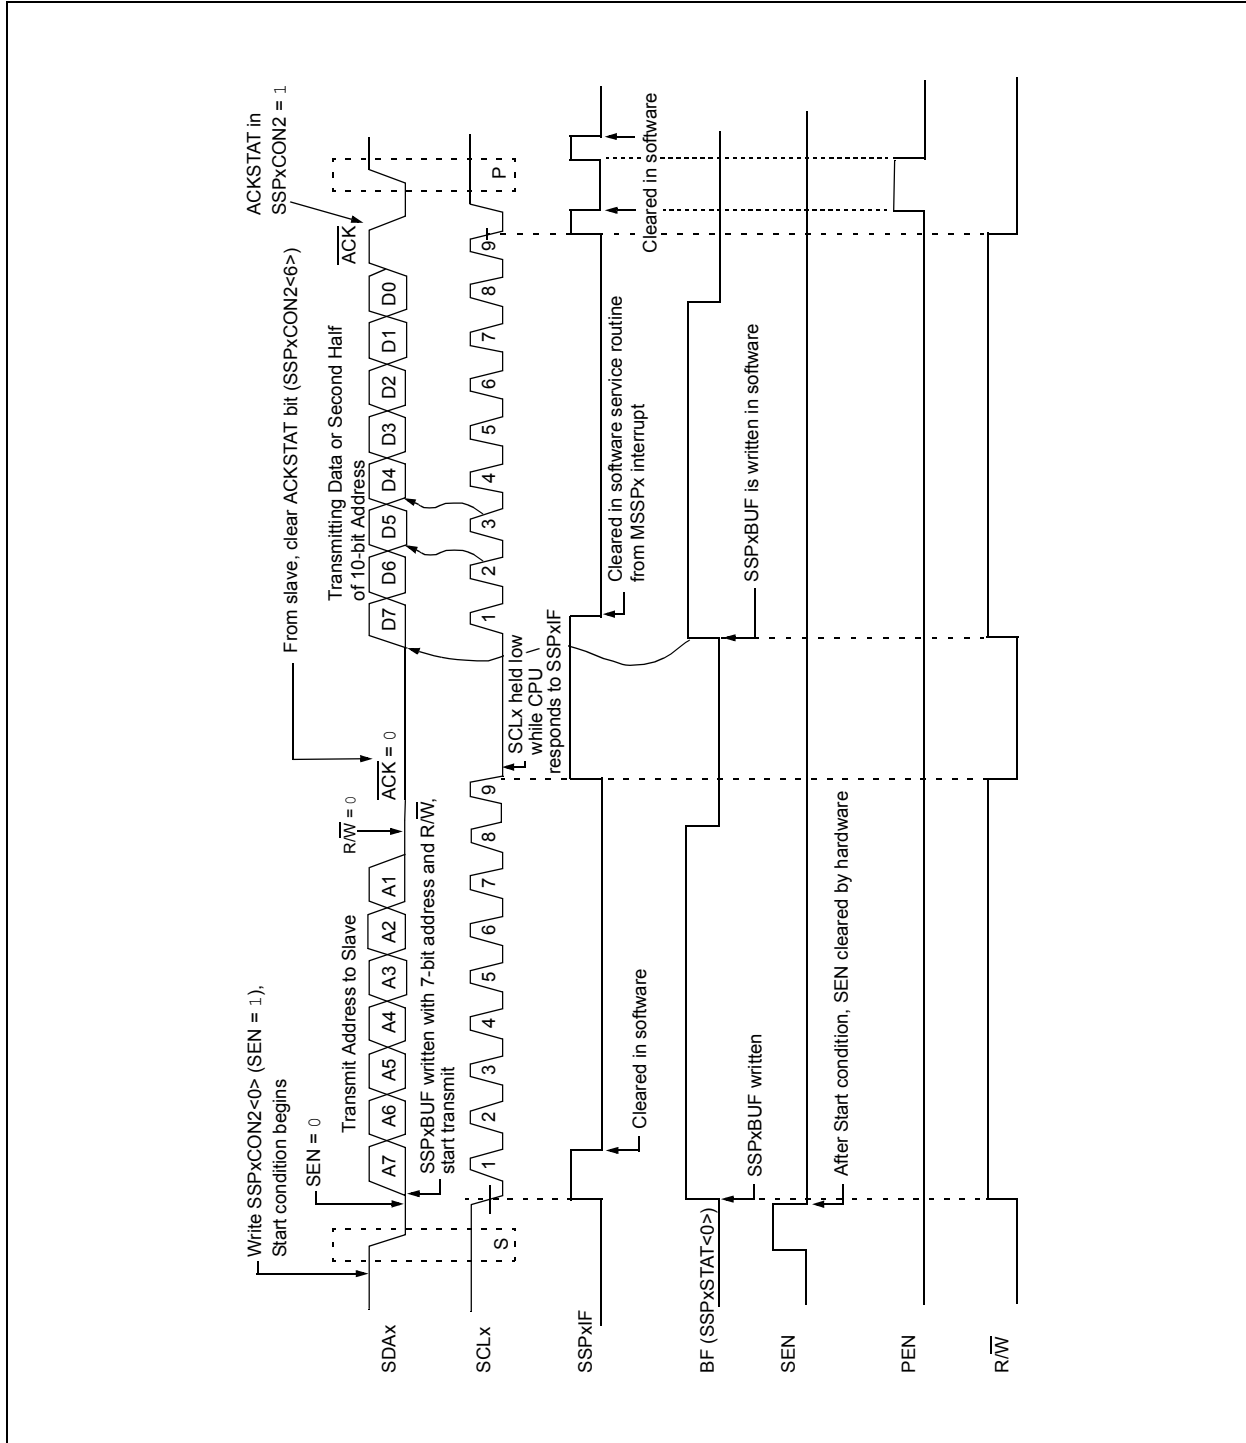 Write SSPxCON2<0> (SEN = 1),
Start condition begins
SEN = 0
Transmit Address to Slave
R/W = 0
From slave, clear ACKSTAT bit (SSPxCON2<6>)
ACK = 0
Transmitting Data or Second Half
of 10-bit Address
ACKSTAT in
SSPxCON2 = 1
ACK
SDAx
A7 A6 A5 A4 A3 A2 A1
D7 D6 D5 D4 D3 D2 D1 D0
SSPxBUF written with 7-bit address and R/W,
start transmit
SCLx
S
1 2 3 4 5 6 7 8 9
1 2 3 4 5 6 7 8 9
P
SCLx held low
while CPU
responds to SSPxIF
SSPxIF
Cleared in software
Cleared in software service routine
from MSSPx interrupt
Cleared in software
BF (SSPxSTAT<0>)
SSPxBUF written
SSPxBUF is written in software
SEN
After Start condition, SEN cleared by hardware
PEN
R/W